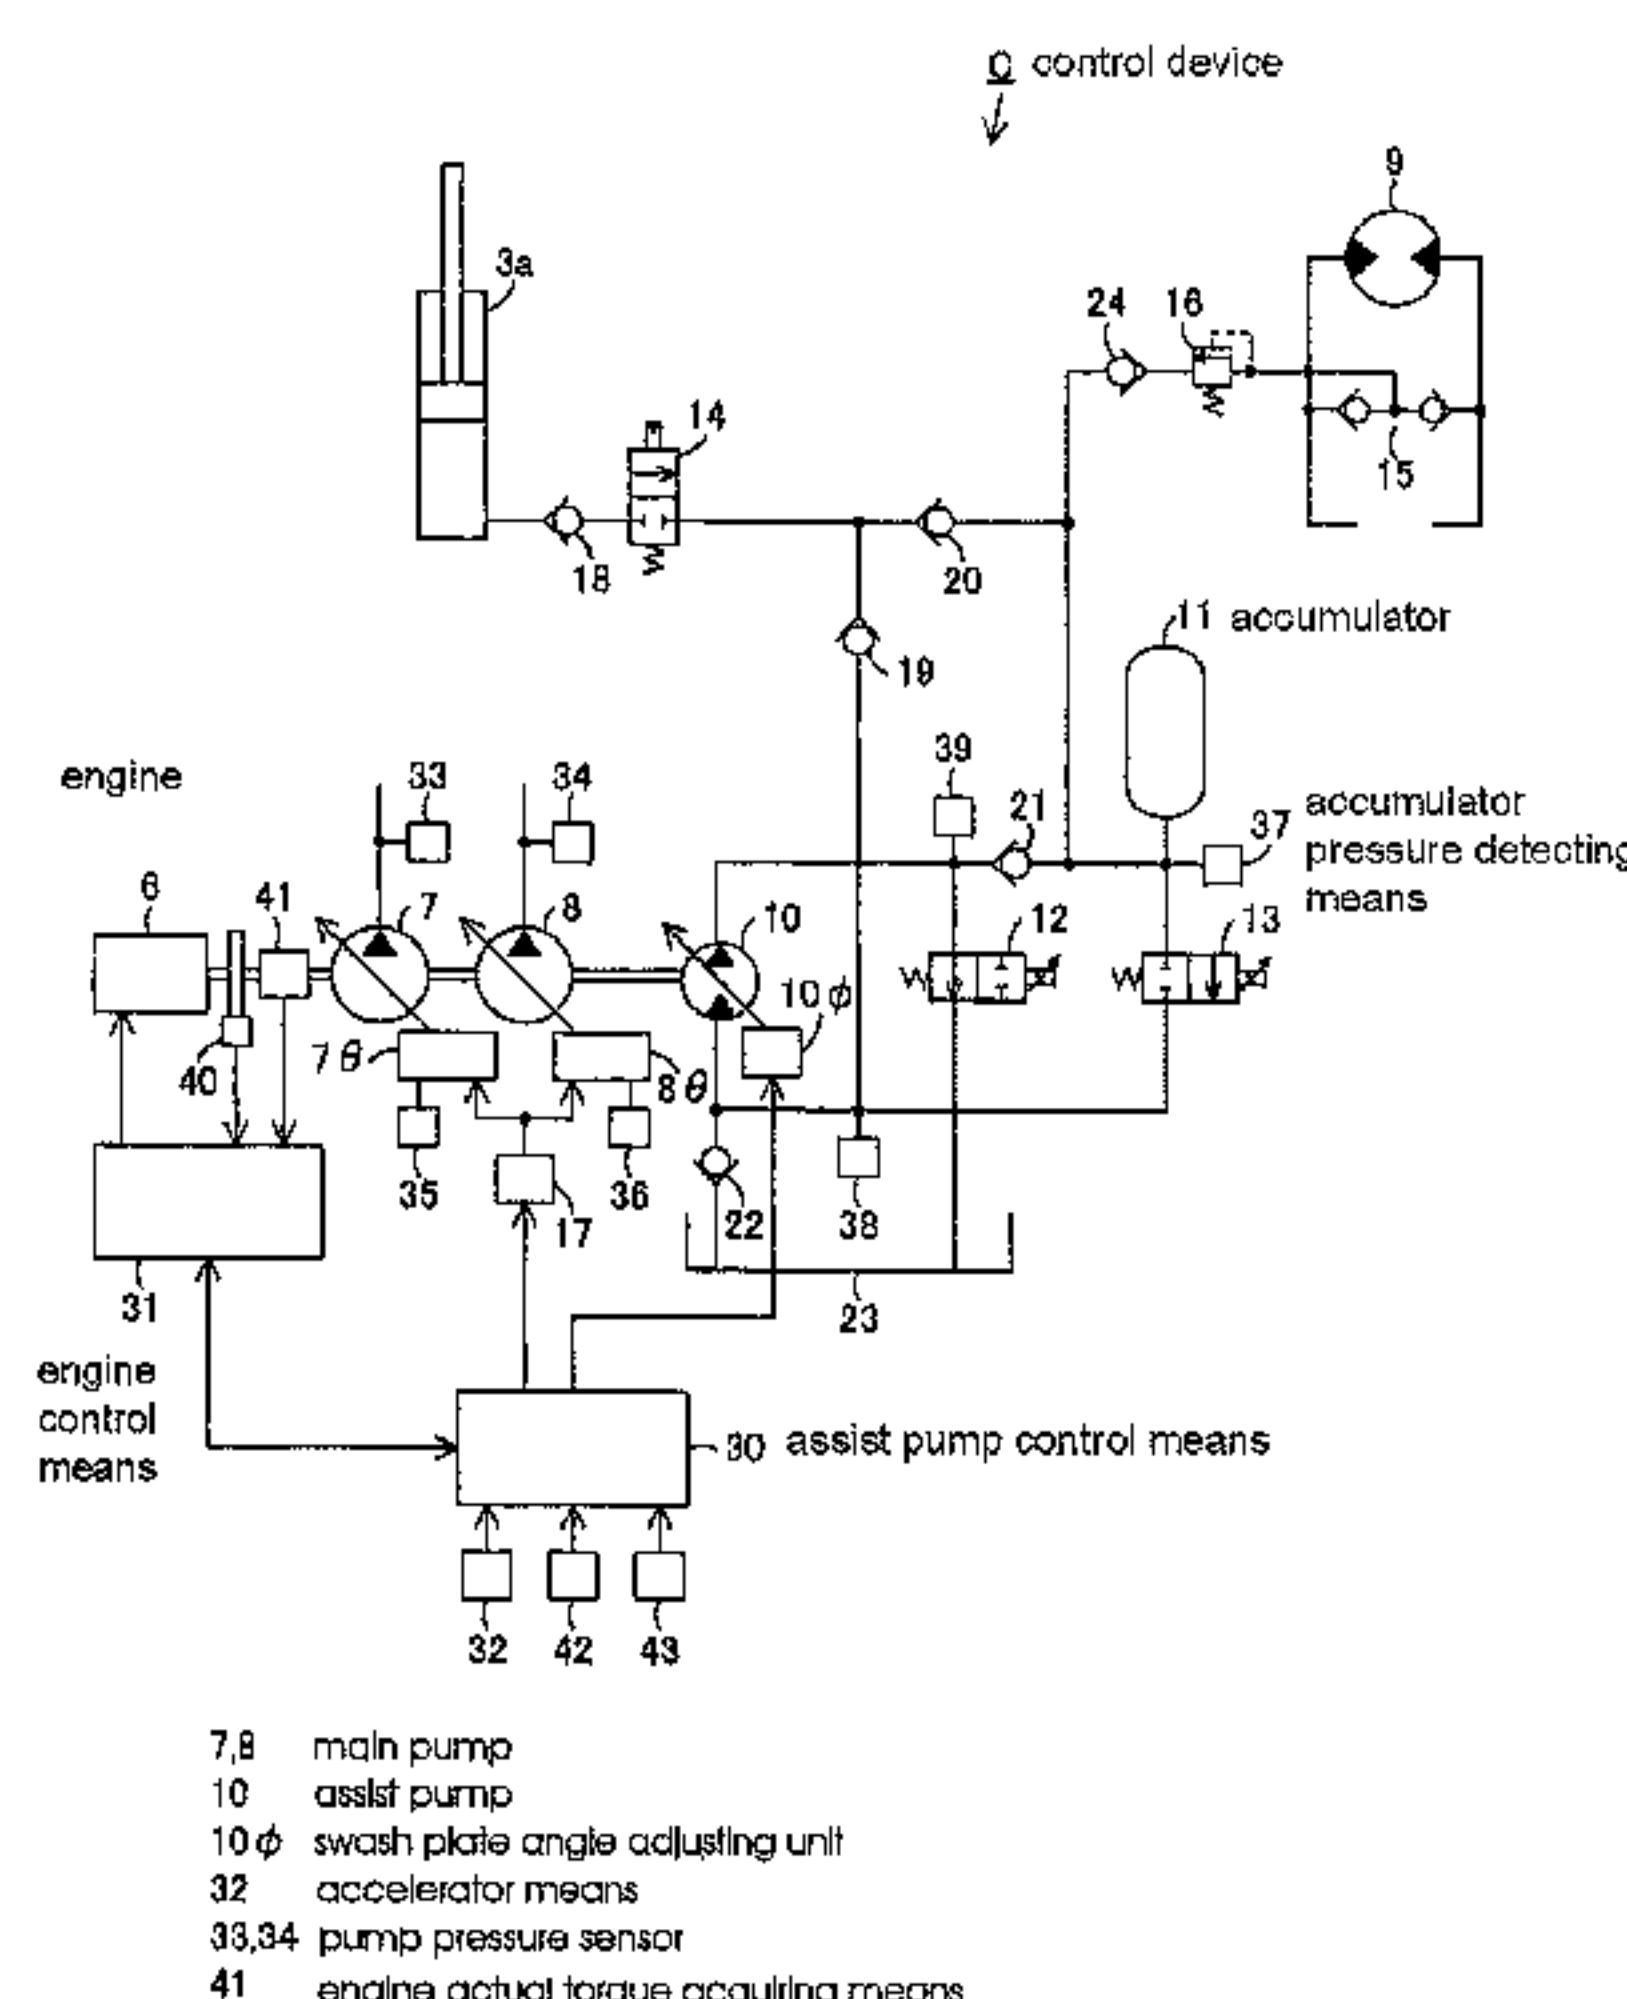 C control device
9
3a
24 16
14
15
18
20
11 accumulator
19
39
engine
33 34
21
37
accumulator
pressure detecting
means
6 41 7 8 10 12 13
10ϕ
7θ
40
8θ
35 36
17
22 38
31
23
engine
control
means
30 assist pump control means
32 42 43
7,8 main pump
10 assist pump
10ϕ swash plate angle adjusting unit
32 accelerator means
33,34 pump pressure sensor
41 engine actual torque acquiring means